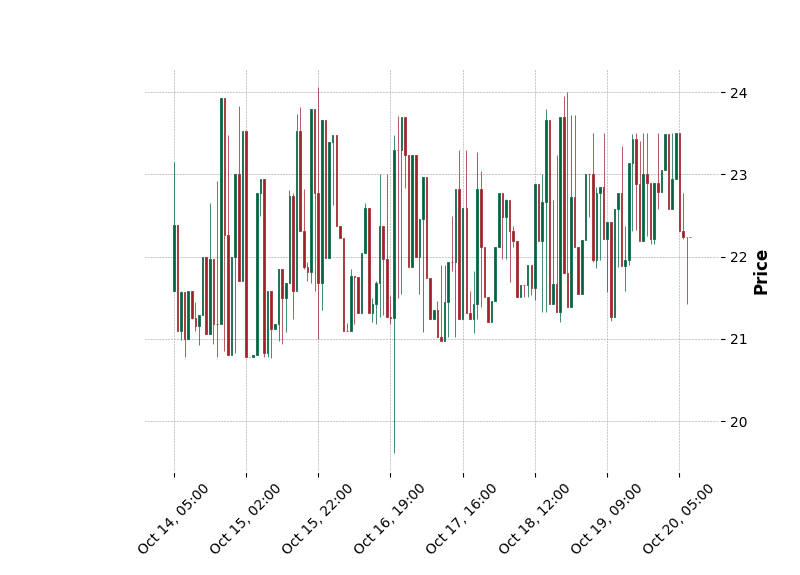 24
23
22
21
20
Price
Oct 14, 05:00
Oct 15, 02:00
Oct 15, 22:00
Oct 16, 19:00
Oct 17, 16:00
Oct 18, 12:00
Oct 19, 09:00
Oct 20, 05:00